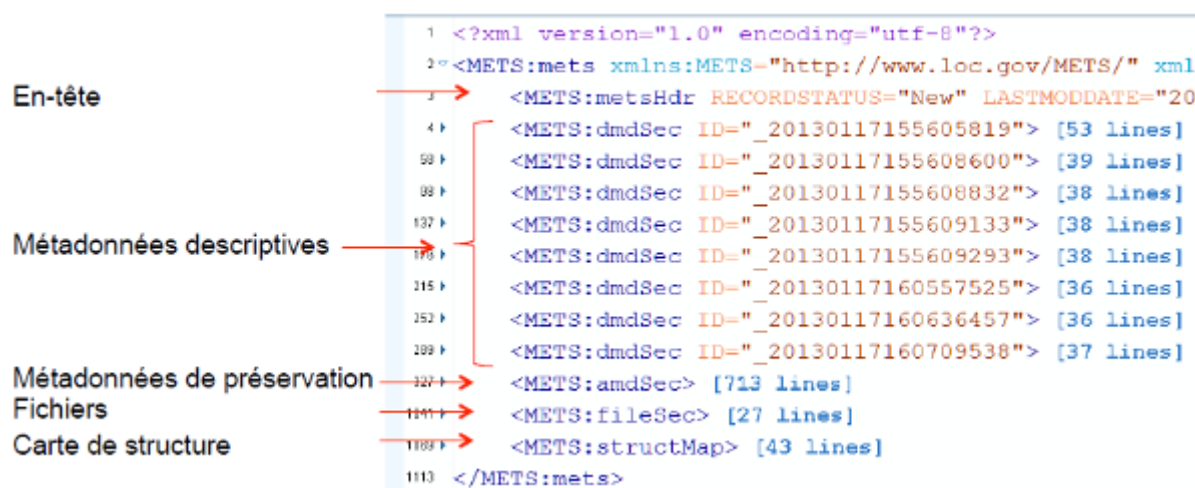 1 <?xml version="1.0" encoding="utf-8"?>
2 <METS:mets xmlns:METS="http://www.loc.gov/METS/" xml
En-tête
3 <METS:metsHdr RECORDSTATUS="New" LASTMODDATE="20
4 <METS:dmdSec ID="_20130117155605819"> [53 lines]
58 <METS:dmdSec ID="_20130117155608600"> [39 lines]
98 <METS:dmdSec ID="_20130117155608832"> [38 lines]
137 <METS:dmdSec ID="_20130117155609133"> [38 lines]
Métadonnées descriptives
176 <METS:dmdSec ID="_20130117155609293"> [38 lines]
215 <METS:dmdSec ID="_20130117160557525"> [36 lines]
252 <METS:dmdSec ID="_20130117160636457"> [36 lines]
289 <METS:dmdSec ID="_20130117160709538"> [37 lines]
Métadonnées de préservation
327 <METS:amdSec> [713 lines]
Fichiers
1041 <METS:fileSec> [27 lines]
Carte de structure
1069 <METS:structMap> [43 lines]
1113 </METS:mets>